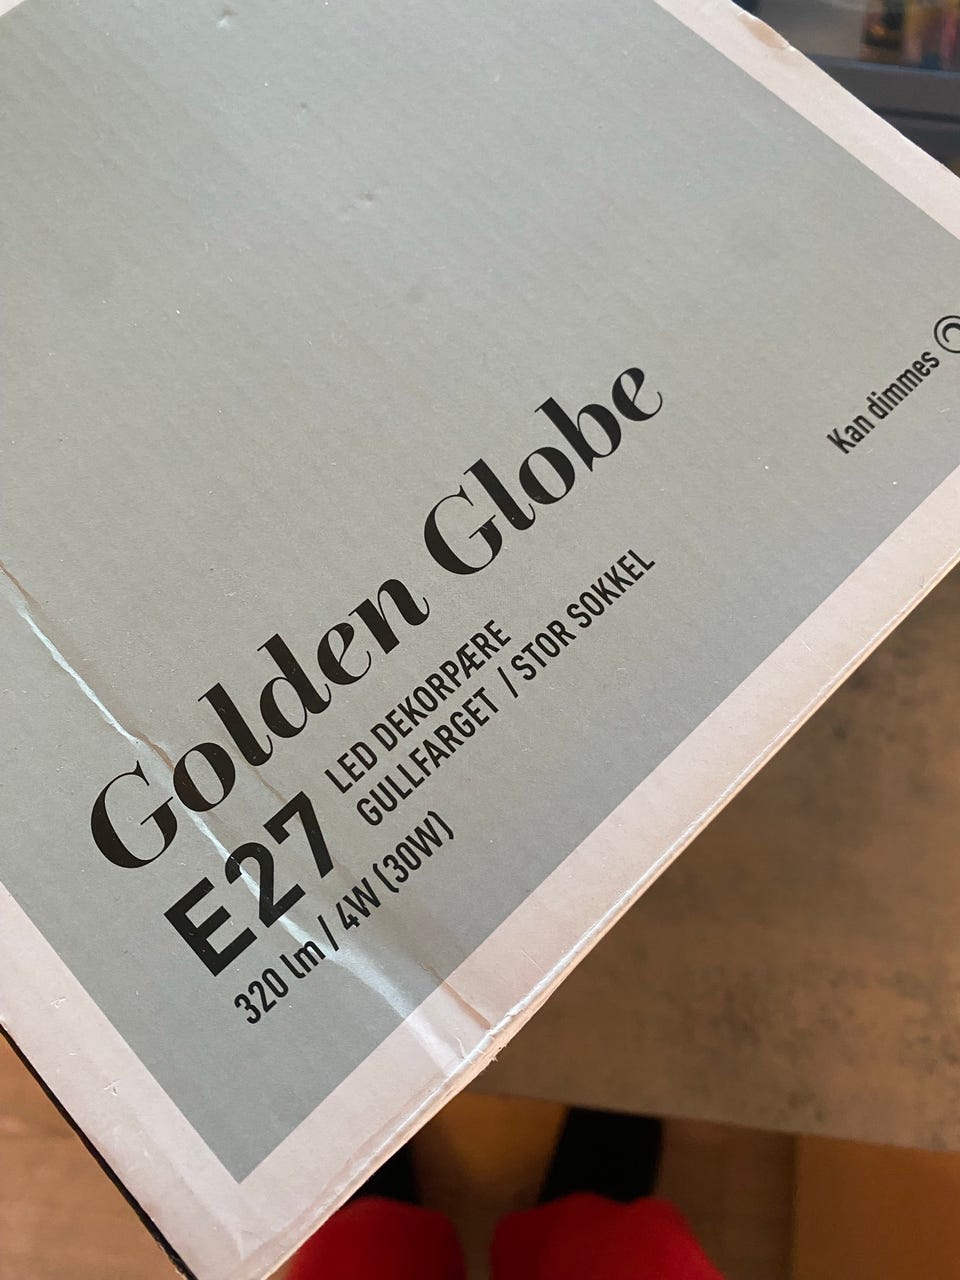 Golden Globe
E27
LED DEKORPÆRE
GULLFARGET / STOR SOKKEL
320 lm / 4W (30W)
Kan dimmes